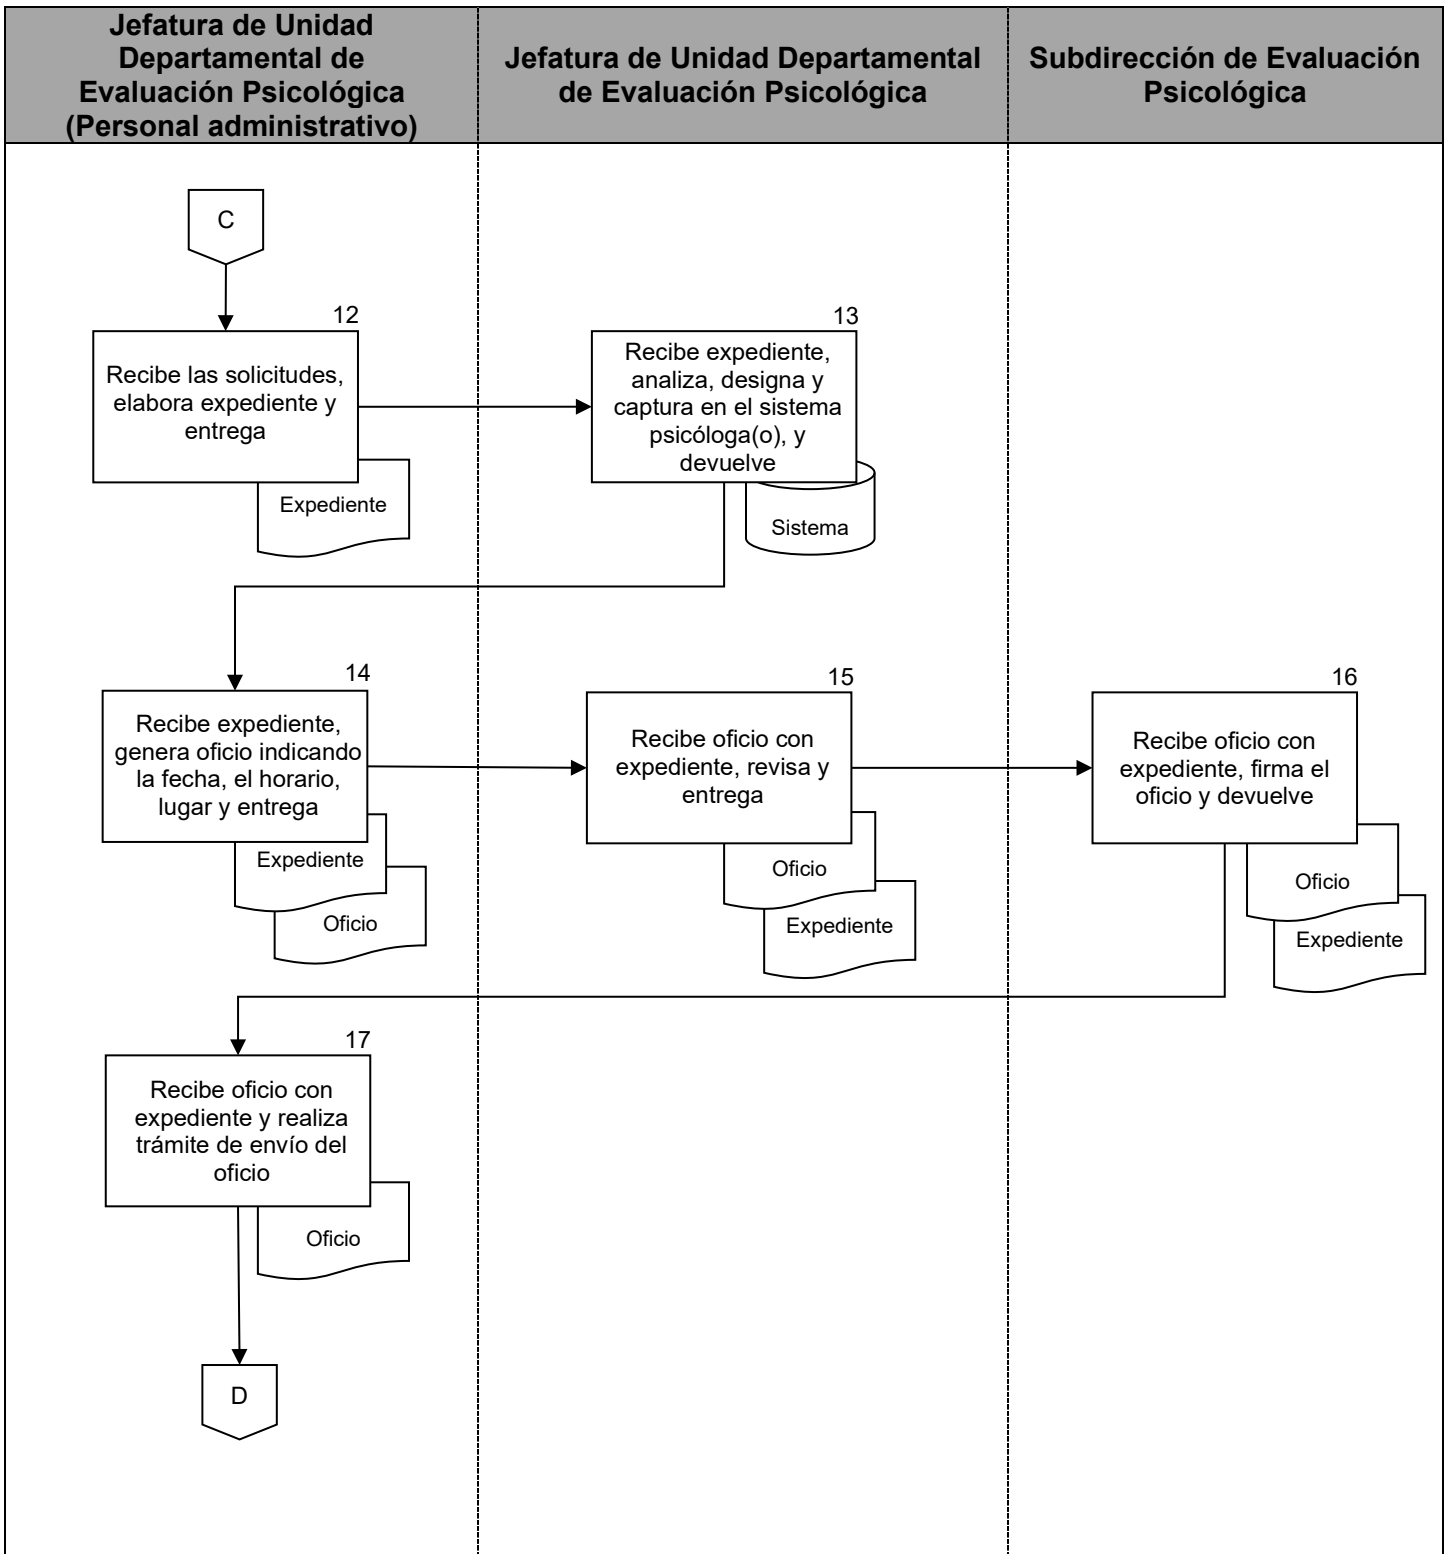 Jefatura de Unidad
Departamental de
Evaluación Psicológica
(Personal administrativo)
Jefatura de Unidad Departamental
de Evaluación Psicológica
Subdirección de Evaluación
Psicológica
C
12
Recibe las solicitudes,
elabora expediente y
entrega
Expediente
13
Recibe expediente,
analiza, designa y
captura en el sistema
psicóloga(o), y
devuelve
Sistema
14
Recibe expediente,
genera oficio indicando
la fecha, el horario,
lugar y entrega
Expediente
Oficio
15
Recibe oficio con
expediente, revisa y
entrega
Oficio
Expediente
16
Recibe oficio con
expediente, firma el
oficio y devuelve
Oficio
Expediente
17
Recibe oficio con
expediente y realiza
trámite de envío del
oficio
Oficio
D